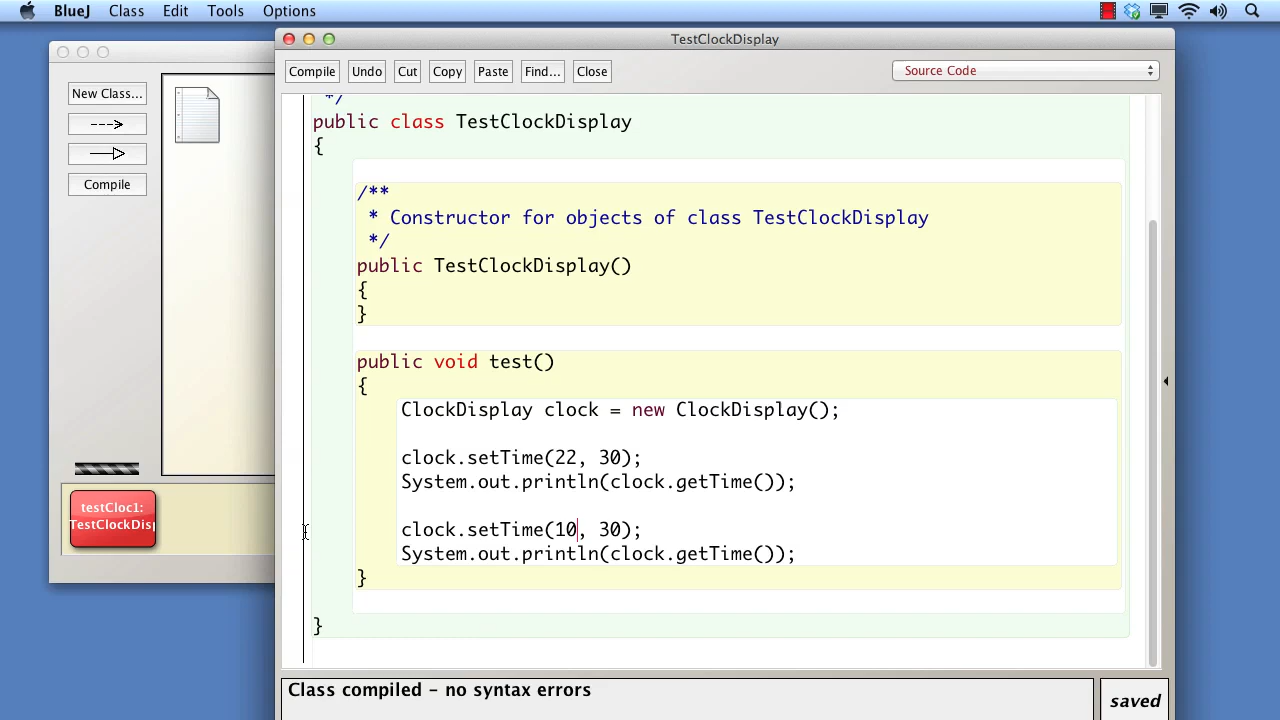 BlueJ Class Edit Tools Options
TestClockDisplay
Compile Undo Cut Copy Paste Find... Close Source Code
New Class...
Compile
*/
public class TestClockDisplay
{
/**
* Constructor for objects of class TestClockDisplay
*/
public TestClockDisplay()
{
}
public void test()
{
ClockDisplay clock = new ClockDisplay();
clock.setTime(22, 30);
System.out.println(clock.getTime());
clock.setTime(10, 30);
System.out.println(clock.getTime());
}
}
testCloc1:
TestClockDisp
Class compiled - no syntax errors
saved